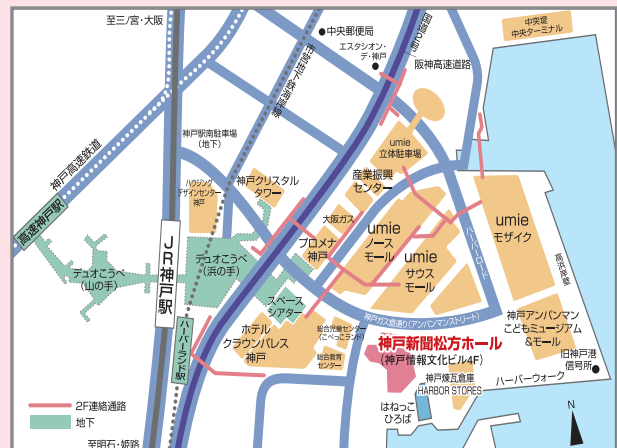 至三ノ宮・大阪
中央郵便局
エスタシオン・
デ・神戸
国道2号
阪神高速道路
中突堤
中央ターミナル
市営地下鉄海岸線
神戸高速鉄道
神戸駅南駐車場
(地下)
umie
立体駐車場
産業振興
センター
ハウジング
デザインセンター
神戸
神戸クリスタル
タワー
大阪ガス
高速神戸駅
JR神戸駅
デュオこうべ
(山の手)
デュオこうべ
(浜の手)
プロメナ
神戸
umie
ノース
モール
umie
サウス
モール
umie
モザイク
ハーバーロード
高浜岸壁
スペース
シアター
神戸ガス燈通り(アンパンマンストリート)
神戸アンパンマン
こどもミュージアム
&モール
ハーバーランド駅
ホテル
クラウンパレス
神戸
総合児童センター
(こべっこランド)
総合教育
センター
神戸新聞松方ホール
(神戸情報文化ビル4F)
旧神戸港
信号所
神戸煉瓦倉庫
HARBOR STORES
ハーバーウォーク
はねっこ
ひろば
2F連絡通路
地下
至明石・姫路
N